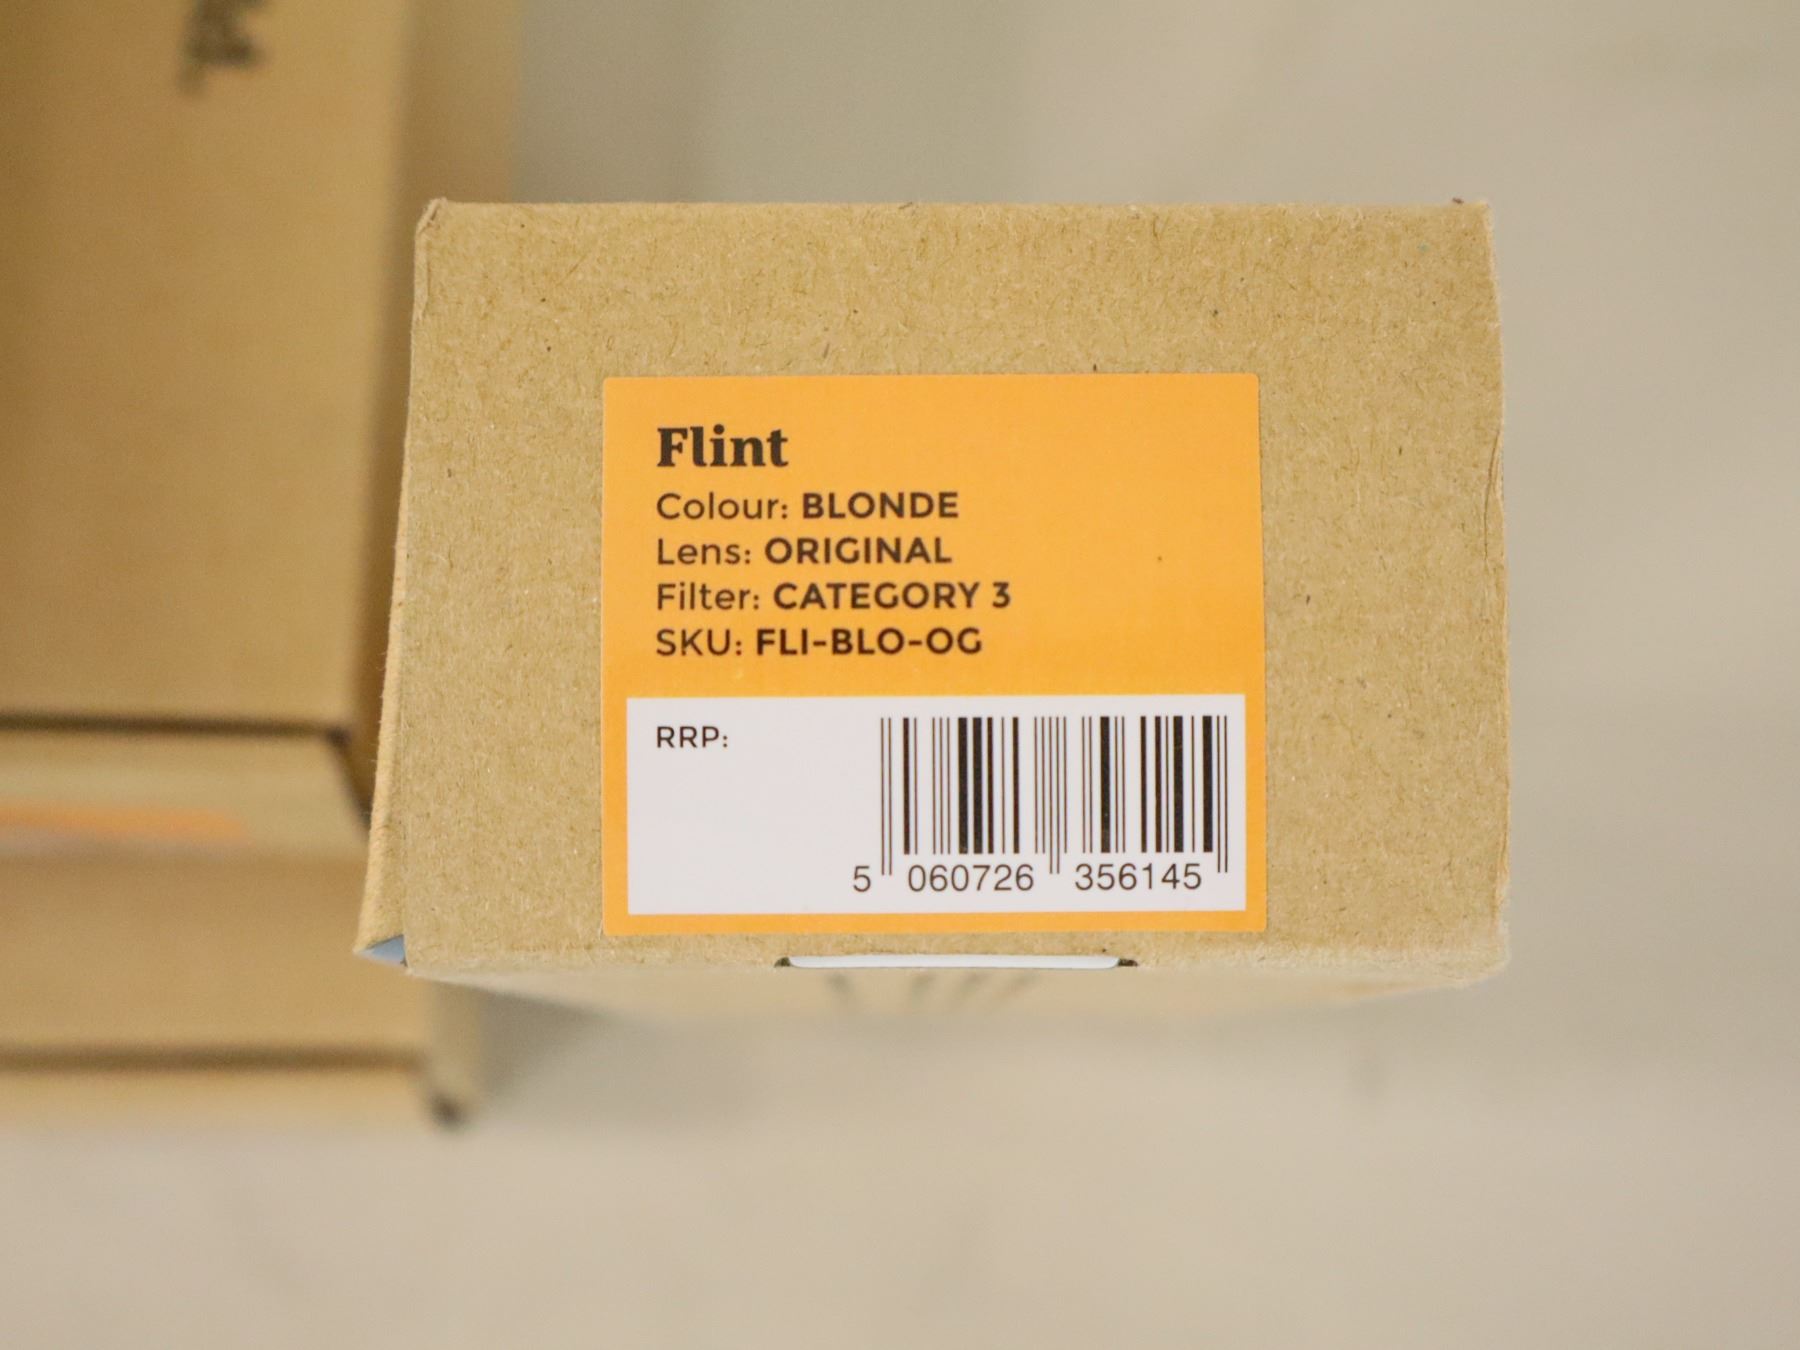 Flint
Colour: BLONDE
Lens: ORIGINAL
Filter: CATEGORY 3
SKU: FLI-BLO-OG
RRP:
5 060726 356145